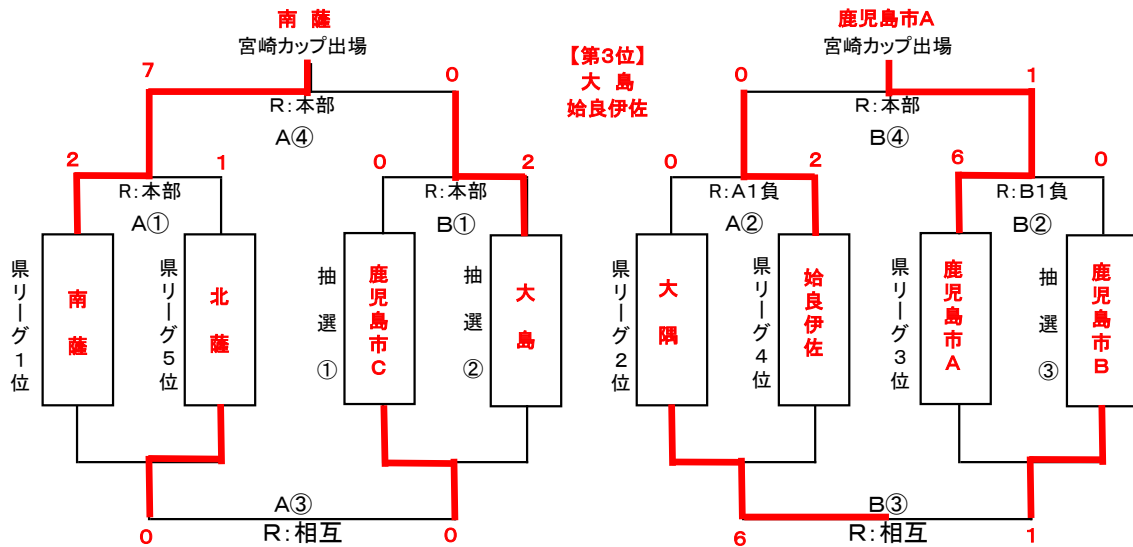 南 薩
宮崎カップ出場
鹿児島市A
宮崎カップ出場
【第3位】
大 島
姶良伊佐
7
0
R:本部
A④
0
1
R:本部
B④
2
1
R:本部
A①
0
2
R:本部
B①
0
2
R:A1負
A②
6
0
R:B1負
B②
県リーグ1位
南 薩
県リーグ5位
北 薩
抽選①
鹿児島市C
抽選②
大 島
県リーグ2位
大 隅
県リーグ4位
姶良伊佐
県リーグ3位
鹿児島市A
抽選③
鹿児島市B
A③
0
R:相互
0
B③
6
R:相互
1